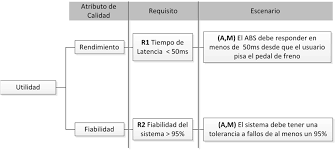 Atributo de
Calidad
Requisito
Escenario
Utilidad
Rendimiento
R1 Tiempo de
Latencia < 50ms
(A,M) El ABS debe responder en
menos de 50ms desde que el usuario
pisa el pedal de freno
Fiabilidad
R2 Fiabilidad del
sistema > 95%
(A,M) El sistema debe tener una
tolerancia a fallos de al menos un 95%